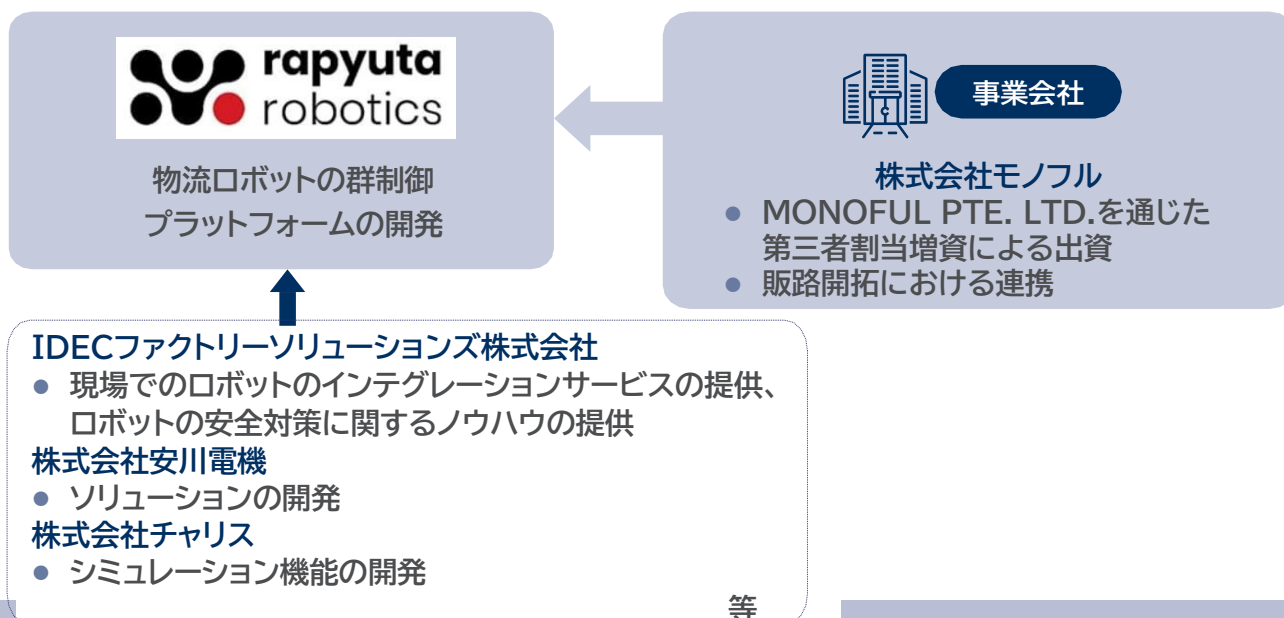 rapyuta
robotics
物流ロボットの群制御
プラットフォームの開発
事業会社
株式会社モノフル
● MONOFUL PTE. LTD.を通じた
第三者割当増資による出資
● 販路開拓における連携
IDECファクトリーソリューションズ株式会社
● 現場でのロボットのインテグレーションサービスの提供、
ロボットの安全対策に関するノウハウの提供
株式会社安川電機
● ソリューションの開発
株式会社チャリス
● シミュレーション機能の開発
等